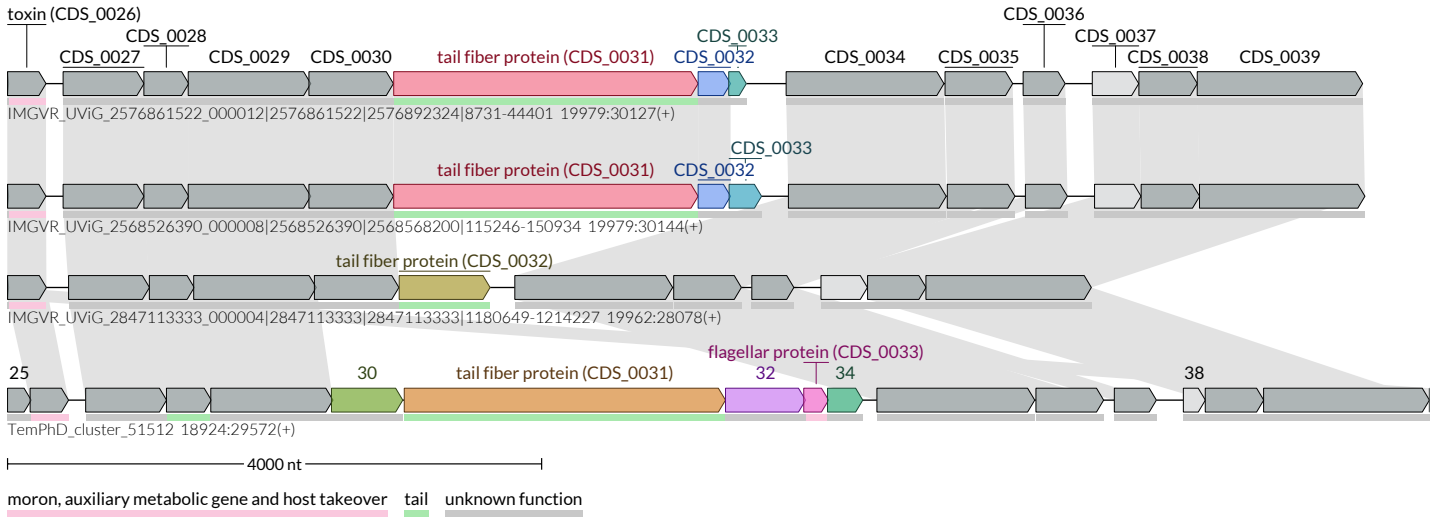 toxin (CDS_0026)
CDS_0036
CDS_0028 CDS_0033 CDS_0037
CDS_0027 CDS_0029 CDS_0030 tail fiber protein (CDS_0031) CDS_0032 CDS_0034 CDS_0035 CDS_0038 CDS_0039
IMGVR_UViG_2576861522_000012|2576861522|2576892324|8731-44401 19979:30127(+)
CDS_0033
tail fiber protein (CDS_0031) CDS_0032
IMGVR_UViG_2568526390_000008|2568526390|2568568200|115246-150934 19979:30144(+)
tail fiber protein (CDS_0032)
IMGVR_UViG_2847113333_000004|2847113333|2847113333|1180649-1214227 19962:28078(+)
flagellar protein (CDS_0033)
25 30 tail fiber protein (CDS_0031) 32 34 38
TemPhD_cluster_51512 18924:29572(+)
4000 nt
moron, auxiliary metabolic gene and host takeover tail unknown function